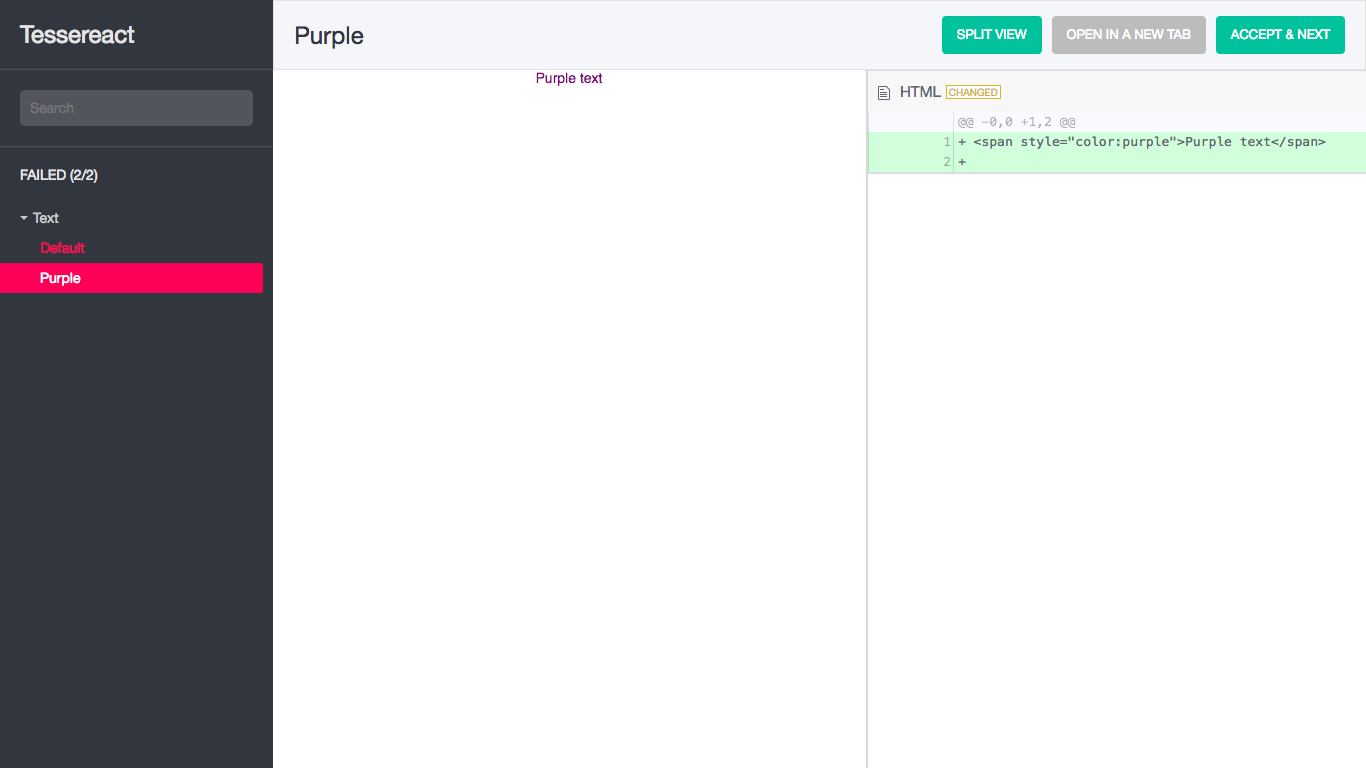 Tessereact
Search
FAILED (2/2)
Text
Default
Purple
Purple
SPLIT VIEW
OPEN IN A NEW TAB
ACCEPT & NEXT
Purple text
HTML CHANGED
@@ -0,0 +1,2 @@
1 + <span style="color:purple">Purple text</span>
2 +